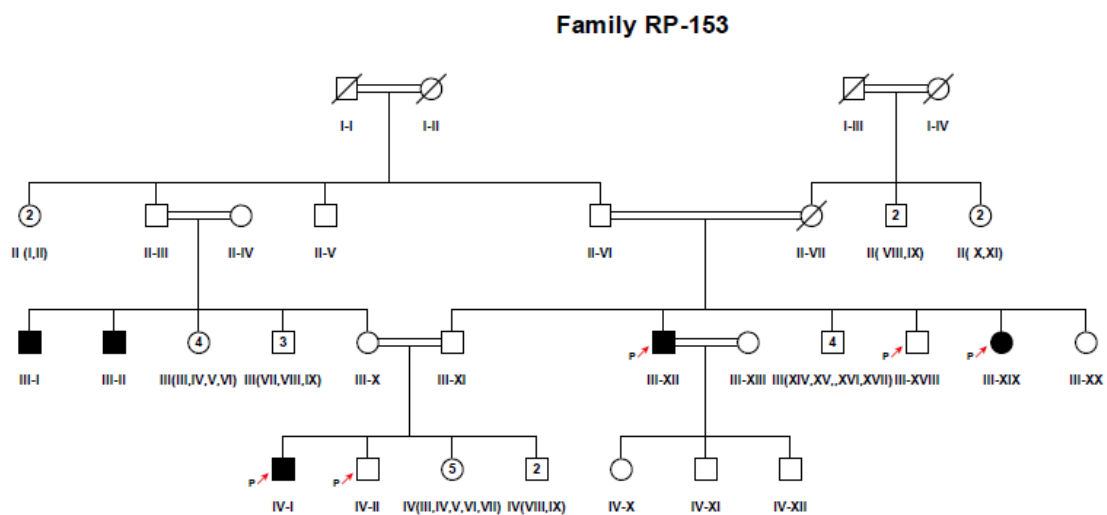 Family RP-153
I-I I-II I-III I-IV
2 2 2
II (I,II) II-III II-IV II-V II-VI II-VII II( VIII,IX) II( X,XI)
4 3 4
P P P
III-I III-II III(III,IV,V,VI) III(VII,VIII,IX) III-X III-XI III-XII III-XIII III(XIV,XV,,XVI,XVII) III-XVIII III-XIX III-XX
5 2
P P
IV-I IV-II IV(III,IV,V,VI,VII) IV(VIII,IX) IV-X IV-XI IV-XII